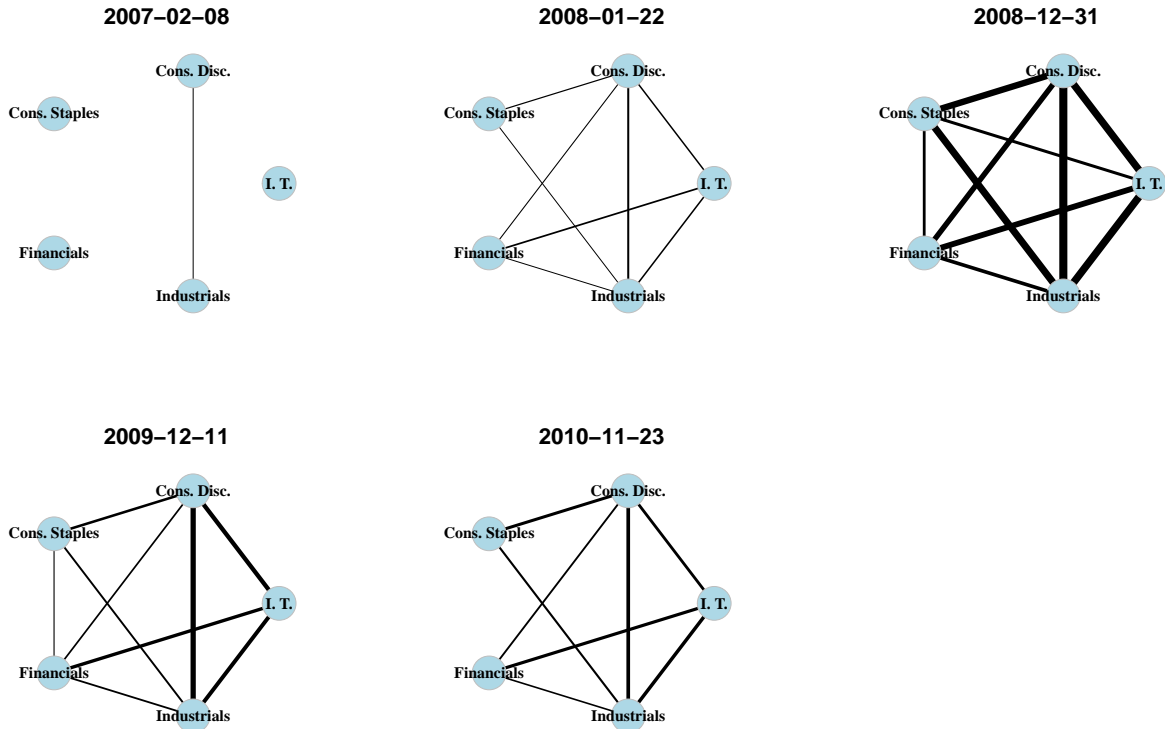 2007−02−08
Cons. Disc.
Cons. Staples
I. T.
Financials
Industrials
2008−01−22
Cons. Disc.
Cons. Staples
I. T.
Financials
Industrials
2008−12−31
Cons. Disc.
Cons. Staples
I. T.
Financials
Industrials
2009−12−11
Cons. Disc.
Cons. Staples
I. T.
Financials
Industrials
2010−11−23
Cons. Disc.
Cons. Staples
I. T.
Financials
Industrials